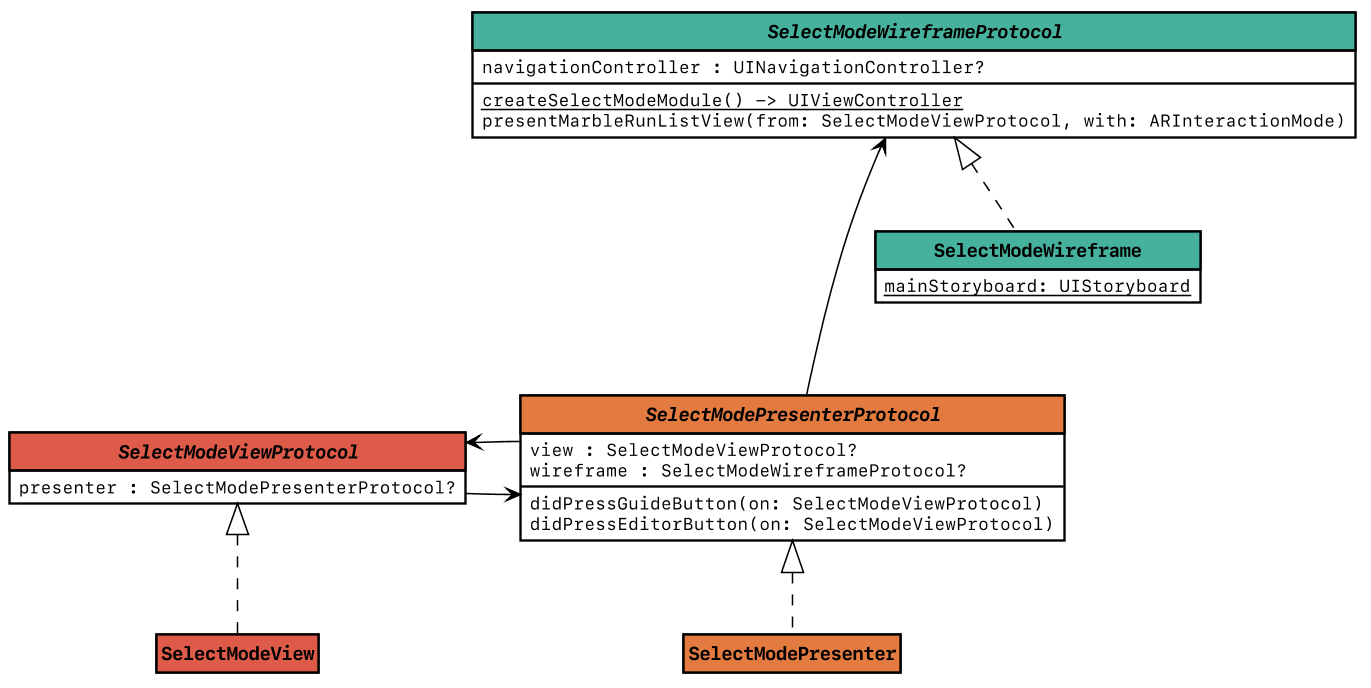 SelectModeWireframeProtocol
navigationController : UINavigationController?
createSelectModeModule() -> UIViewController
presentMarbleRunListView(from: SelectModeViewProtocol, with: ARInteractionMode)
SelectModeWireframe
mainStoryboard: UIStoryboard
SelectModePresenterProtocol
view : SelectModeViewProtocol?
wireframe : SelectModeWireframeProtocol?
didPressGuideButton(on: SelectModeViewProtocol)
didPressEditorButton(on: SelectModeViewProtocol)
SelectModeViewProtocol
presenter : SelectModePresenterProtocol?
SelectModeView
SelectModePresenter